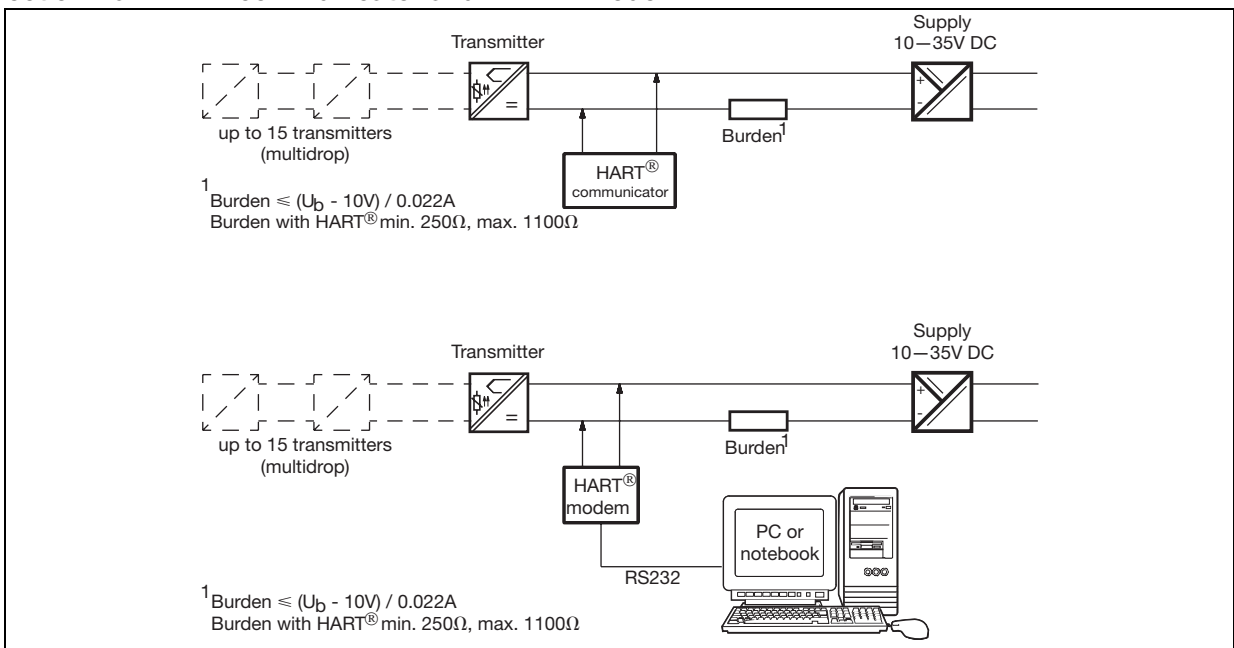 Supply
10—35V DC
Transmitter
+
-
=
up to 15 transmitters
(multidrop)
Burden1
HART®
communicator
1
Burden ≤ (Ub - 10V) / 0.022A
Burden with HART® min. 250Ω, max. 1100Ω
Supply
10—35V DC
Transmitter
+
-
=
up to 15 transmitters
(multidrop)
Burden1
HART®
modem
PC or
notebook
RS232
1
Burden ≤ (Ub - 10V) / 0.022A
Burden with HART® min. 250Ω, max. 1100Ω